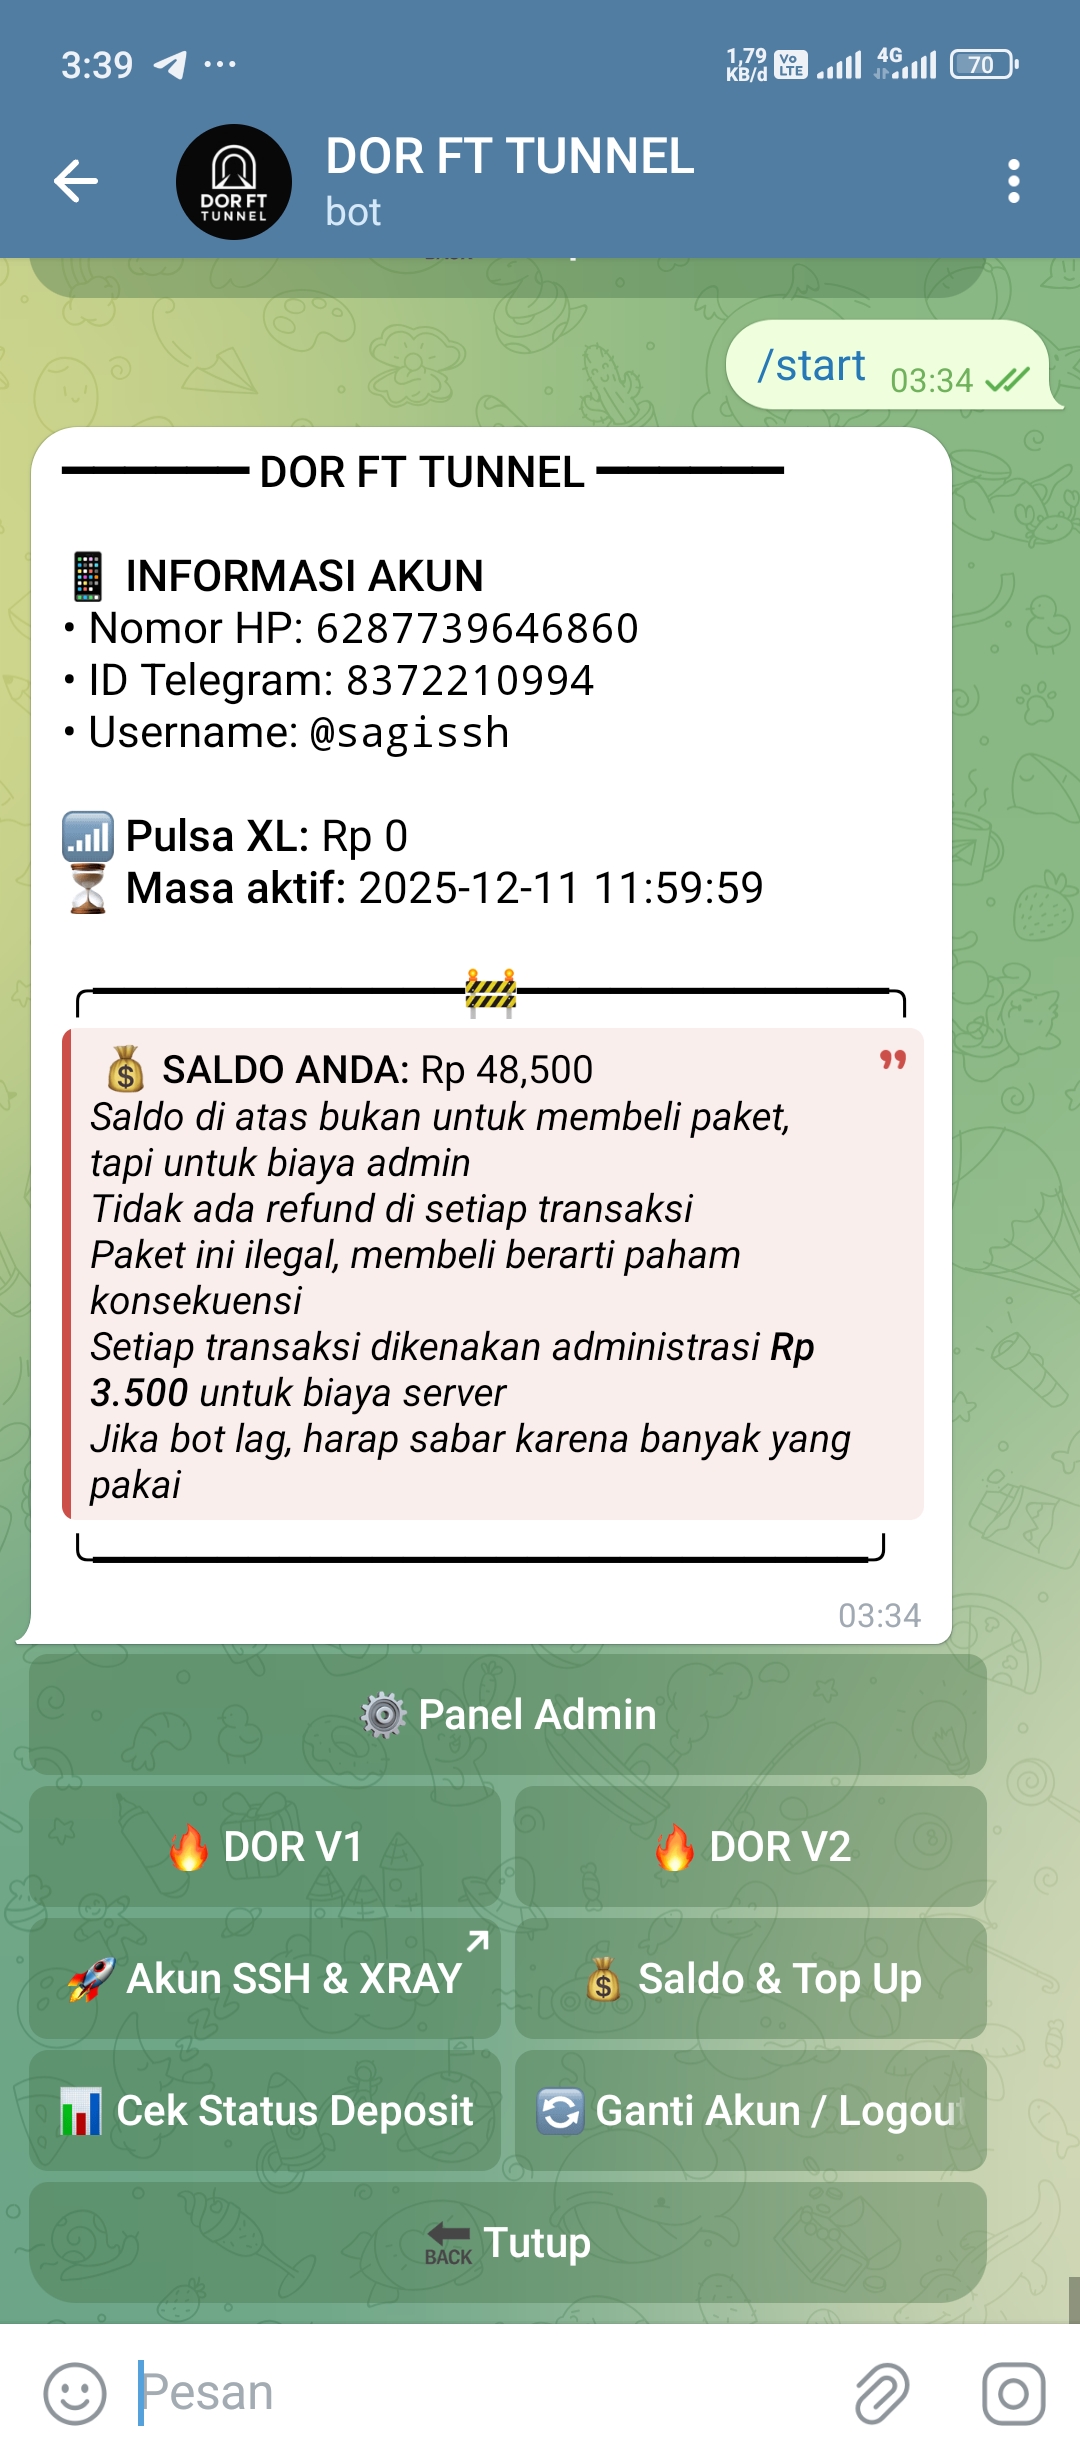 3:39
1,79
KB/d
Vo
LTE
4G
70
DOR FT TUNNEL
bot
DOR FT
TUNNEL
/start
03:34
DOR FT TUNNEL
INFORMASI AKUN
• Nomor HP: 6287739646860
• ID Telegram: 8372210994
• Username: @sagissh
Pulsa XL: Rp 0
Masa aktif: 2025-12-11 11:59:59
SALDO ANDA: Rp 48,500
Saldo di atas bukan untuk membeli paket,
tapi untuk biaya admin
Tidak ada refund di setiap transaksi
Paket ini ilegal, membeli berarti paham
konsekuensi
Setiap transaksi dikenakan administrasi Rp
3.500 untuk biaya server
Jika bot lag, harap sabar karena banyak yang
pakai
03:34
Panel Admin
DOR V1
DOR V2
Akun SSH & XRAY
Saldo & Top Up
Cek Status Deposit
Ganti Akun / Logout
BACK Tutup
Pesan